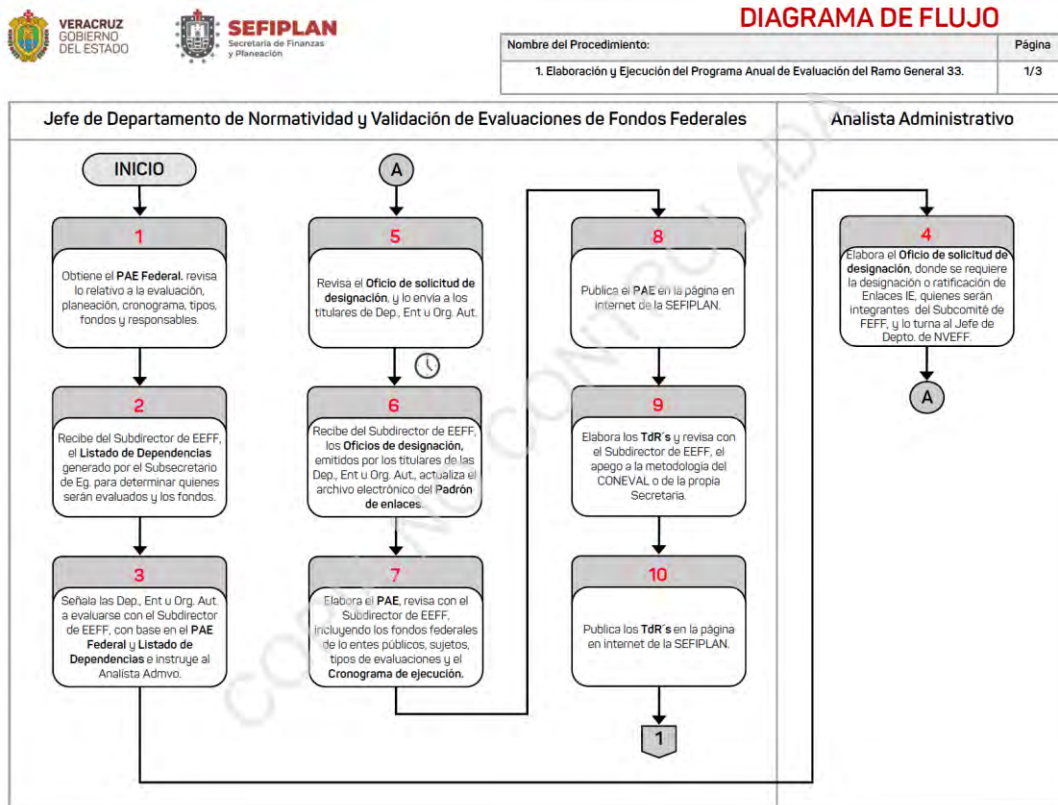 VERACRUZ
GOBIERNO
DEL ESTADO
SEFIPLAN
Secretaría de Finanzas
y Planeación
DIAGRAMA DE FLUJO
Nombre del Procedimiento:
Página
1. Elaboración y Ejecución del Programa Anual de Evaluación del Ramo General 33.
1/3
Jefe de Departamento de Normatividad y Validación de Evaluaciones de Fondos Federales
Analista Administrativo
INICIO
1
Obtiene el PAE Federal. revisa
lo relativo a la evaluación,
planeación, cronograma, tipos,
fondos y responsables.
2
Recibe del Subdirector de EEFF,
el Listado de Dependencias
generado por el Subsecretario
de Eg. para determinar quienes
serán evaluados y los fondos.
3
Señala las Dep., Ent u Org. Aut.
a evaluarse con el Subdirector
de EEFF, con base en el PAE
Federal y Listado de
Dependencias e instruye al
Analista Admvo.
A
5
Revisa el Oficio de solicitud de
designación, y lo envía a los
titulares de Dep., Ent u Org. Aut.
6
Recibe del Subdirector de EEFF,
los Oficios de designación,
emitidos por los titulares de las
Dep., Ent u Org. Aut., actualiza el
archivo electrónico del Padrón
de enlaces.
7
Elabora el PAE, revisa con el
Subdirector de EEFF,
incluyendo los fondos federales
de lo entes públicos, sujetos,
tipos de evaluaciones y el
Cronograma de ejecución.
8
Publica el PAE en la página en
internet de la SEFIPLAN.
9
Elabora los TdR´s y revisa con
el Subdirector de EEFF, el
apego a la metodología del
CONEVAL o de la propia
Secretaria.
10
Publica los TdR´s en la página
en internet de la SEFIPLAN.
1
4
Elabora el Oficio de solicitud de
designación, donde se requiere
la designación o ratificación de
Enlaces IE, quienes serán
integrantes del Subcomité de
FEFF, y lo turna al Jefe de
Depto. de NVEFF.
A
COPIA NO CONTROLADA